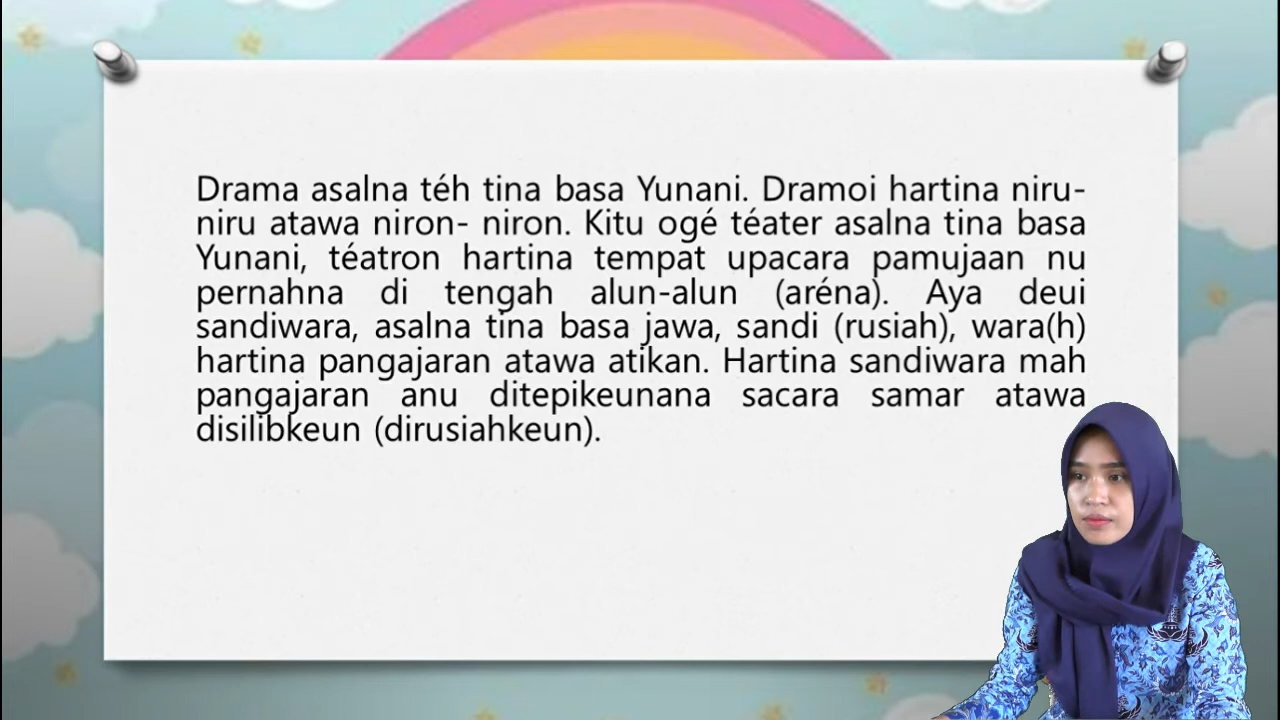 Drama asalna téh tina basa Yunani. Dramoi hartina niru-
niru atawa niron- niron. Kitu ogé téater asalna tina basa
Yunani, téatron hartina tempat upacara pamujaan nu
pernahna di tengah alun-alun (aréna). Aya deui
sandiwara, asalna tina basa jawa, sandi (rusiah), wara(h)
hartina pangajaran atawa atikan. Hartina sandiwara mah
pangajaran anu ditepikeunana sacara samar atawa
disilibkeun (dirusiahkeun).